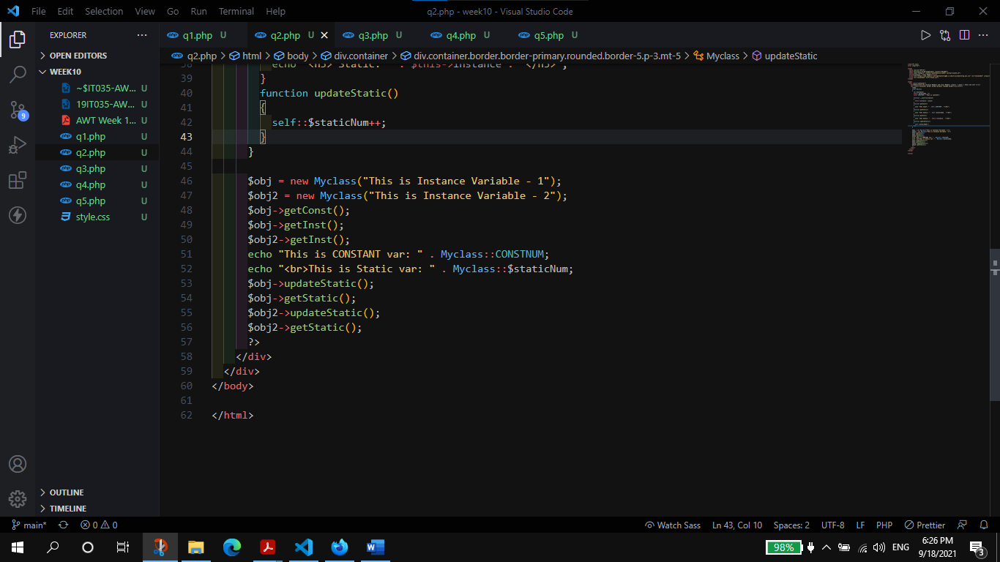 File Edit Selection View Go Run Terminal Help q2.php - week10 - Visual Studio Code
EXPLORER
q1.php U q2.php U q3.php U q4.php U q5.php U
q2.php > html > body > div.container > div.container.border.border-primary.rounded.border-5.p-3.mt-5 > Myclass > updateStatic
OPEN EDITORS
WEEK10
~$IT035-AW... U
19IT035-AW... U
AWT Week 1... U
q1.php U
q2.php U
q3.php U
q4.php U
q5.php U
style.css U
OUTLINE
TIMELINE
9
39 }
40 function updateStatic()
41 {
42 self::$staticNum++;
43 }
44 }
45
46 $obj = new Myclass("This is Instance Variable - 1");
47 $obj2 = new Myclass("This is Instance Variable - 2");
48 $obj->getConst();
49 $obj->getInst();
50 $obj2->getInst();
51 echo "This is CONSTANT var: " . Myclass::CONSTNUM;
52 echo "<br>This is Static var: " . Myclass::$staticNum;
53 $obj->updateStatic();
54 $obj->getStatic();
55 $obj2->updateStatic();
56 $obj2->getStatic();
57 ?>
58 </div>
59 </div>
60 </body>
61
62 </html>
main* 0 0 Watch Sass Ln 43, Col 10 Spaces: 2 UTF-8 LF PHP Prettier
98% ENG 6:26 PM
9/18/2021 3